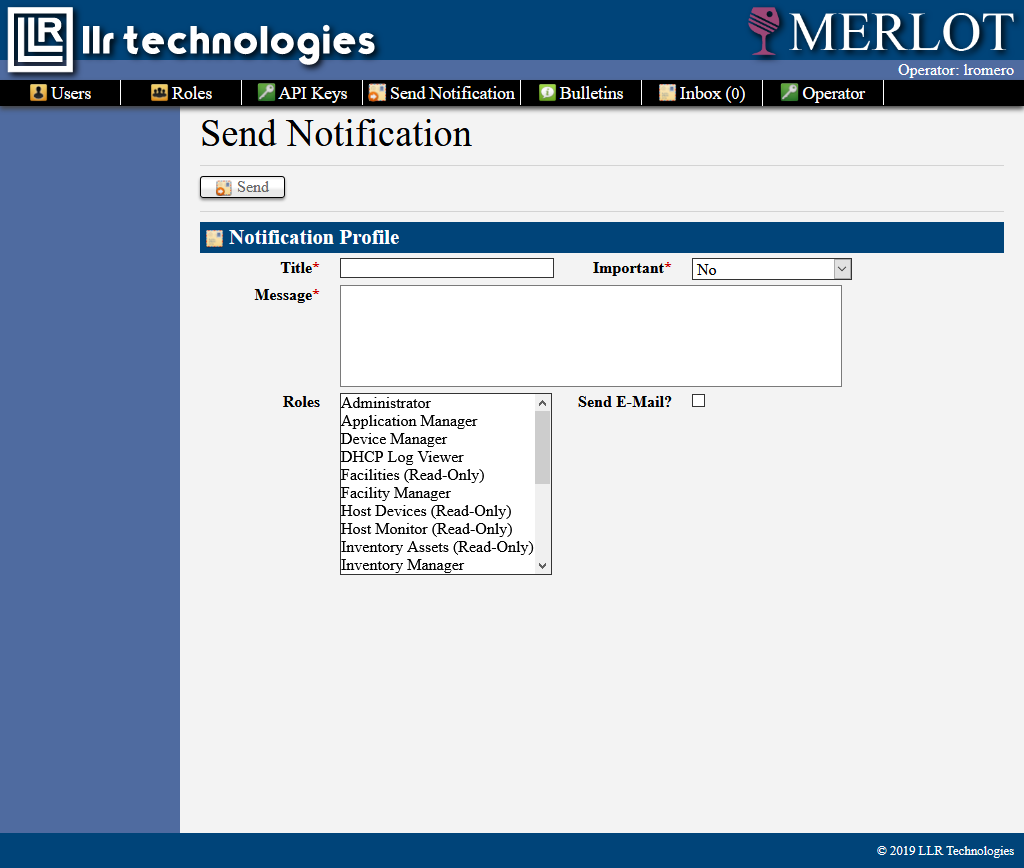 LLR llr technologies
MERLOT
Operator: lromero
Users Roles API Keys Send Notification Bulletins Inbox (0) Operator
Send Notification
Send
Notification Profile
Title* Important* No
Message*
Roles Send E-Mail?
Administrator
Application Manager
Device Manager
DHCP Log Viewer
Facilities (Read-Only)
Facility Manager
Host Devices (Read-Only)
Host Monitor (Read-Only)
Inventory Assets (Read-Only)
Inventory Manager
© 2019 LLR Technologies